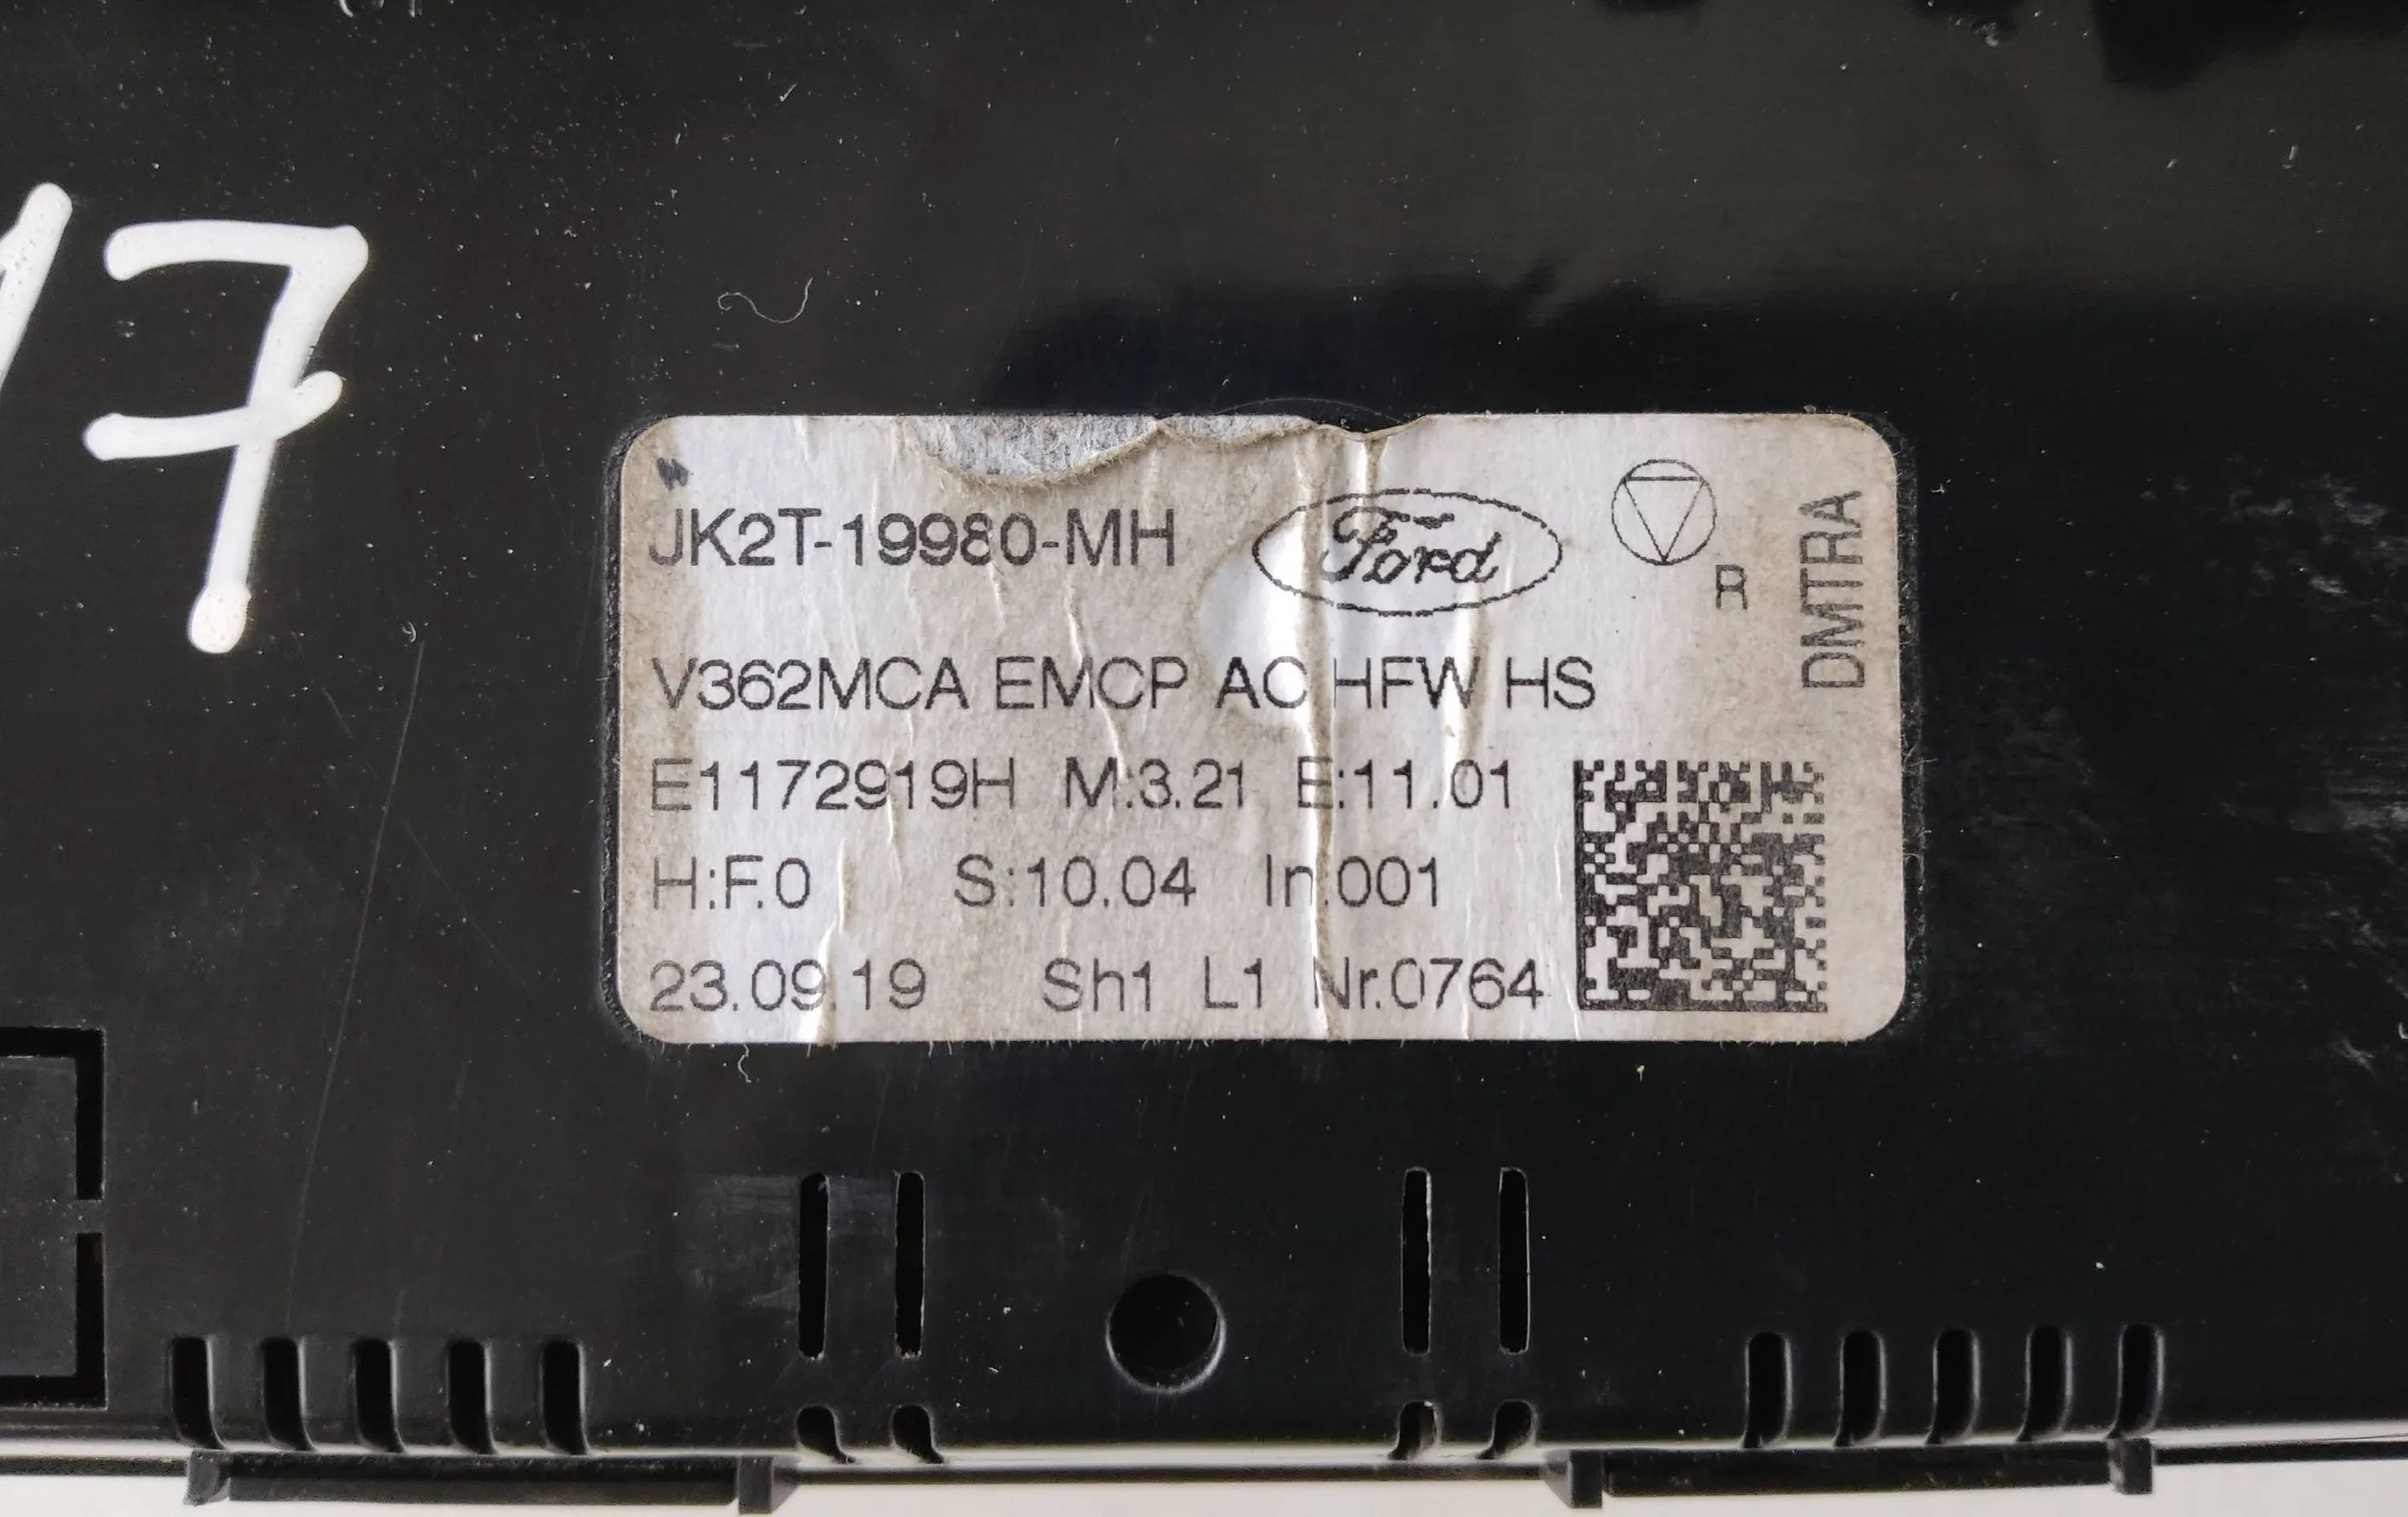 17
JK2T-19980-MH Ford R
DMTRA
V362MCA EMCP AC HFW HS
E1172919H M:3.21 E:11.01
H:F.0 S:10.04 In:001
23.09.19 Sh1 L1 Nr.0764